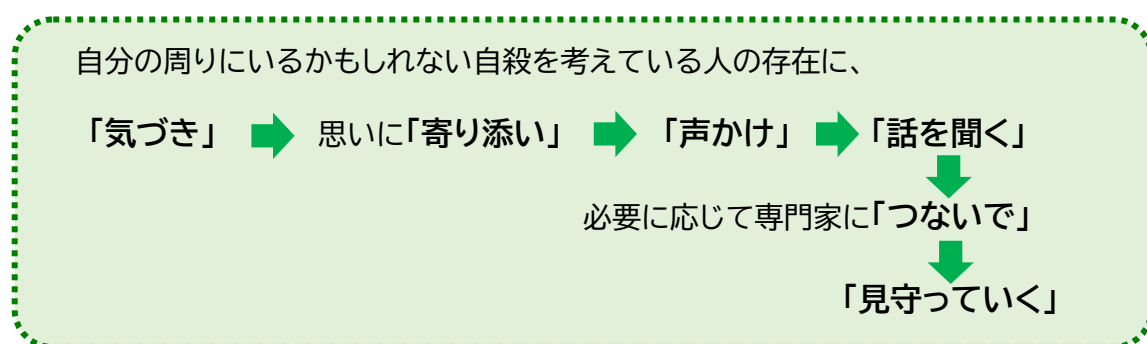 自分の周りにいるかもしれない自殺を考えている人の存在に、
「気づき」 思いに「寄り添い」 「声かけ」 「話を聞く」
必要に応じて専門家に「つないで」
「見守っていく」